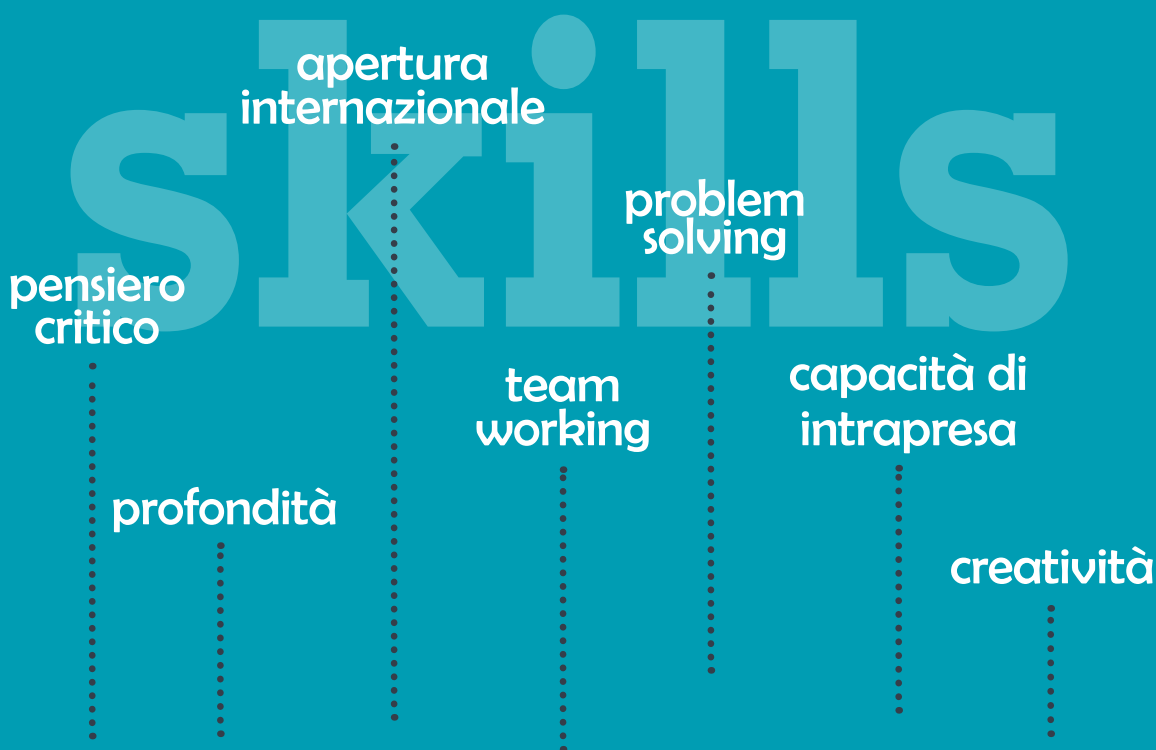 skills
apertura
internazionale
problem
solving
pensiero
critico
team
working
capacità di
intrapresa
profondità
creatività